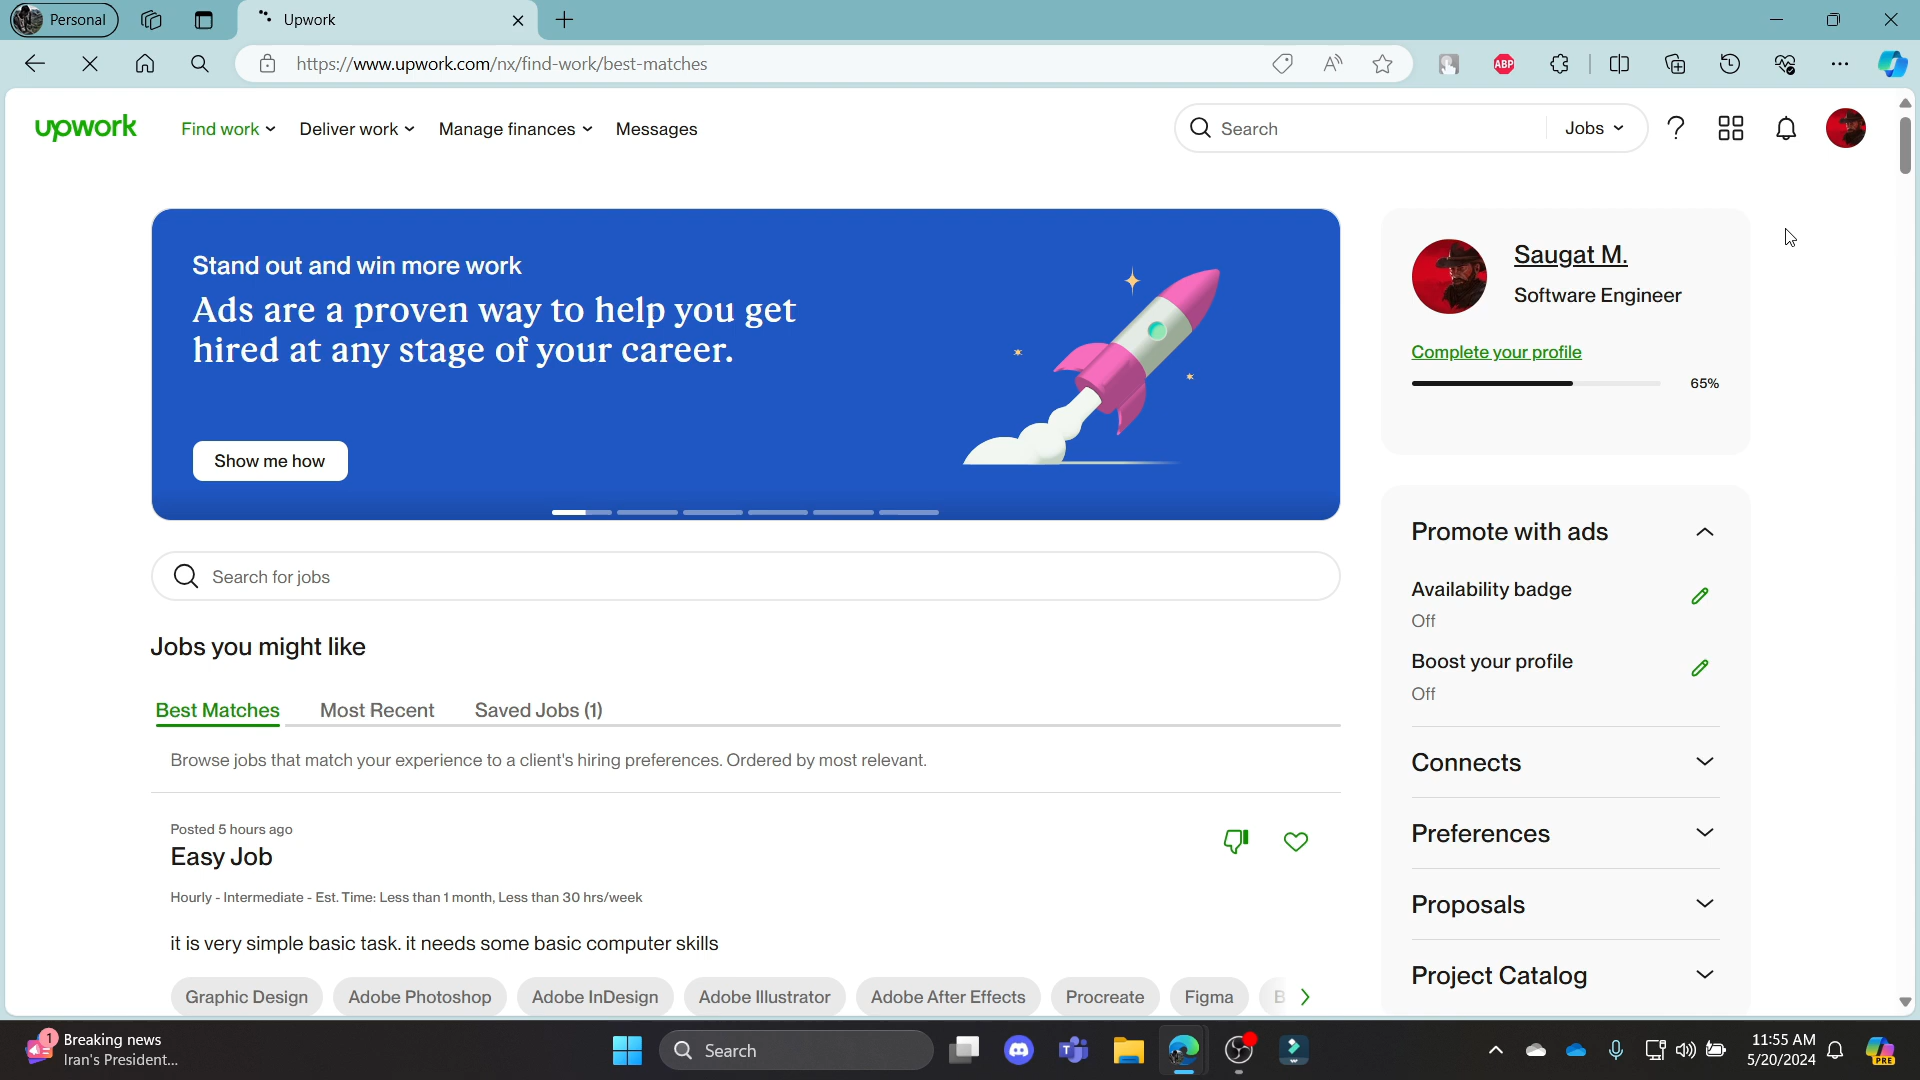 Personal
Upwork
https://www.upwork.com/nx/find-work/best-matches
ABP
upwork
Find work
Deliver work
Manage finances
Messages
Search
Jobs
Stand out and win more work
Ads are a proven way to help you get
hired at any stage of your career.
Show me how
Saugat M.
Software Engineer
Complete your profile
65%
Search for jobs
Promote with ads
Availability badge
Off
Boost your profile
Off
Jobs you might like
Best Matches
Most Recent
Saved Jobs (1)
Browse jobs that match your experience to a client's hiring preferences. Ordered by most relevant.
Connects
Preferences
Proposals
Project Catalog
Posted 5 hours ago
Easy Job
Hourly - Intermediate - Est. Time: Less than 1 month, Less than 30 hrs/week
it is very simple basic task. it needs some basic computer skills
Graphic Design
Adobe Photoshop
Adobe InDesign
Adobe Illustrator
Adobe After Effects
Procreate
Figma
1
Breaking news
Iran's President...
Search
11:55 AM
5/20/2024
PRE